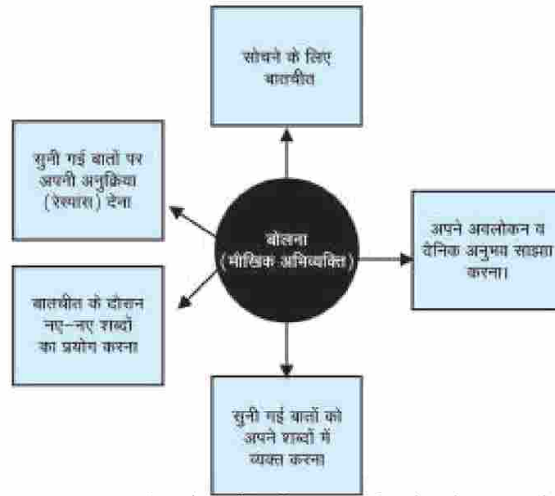 सोचने के लिए
बातचीत
सुनी गई बातों पर
अपनी अनुक्रिया
(रेस्पांस) देना
बोलना
(मौखिक अभिव्यक्ति)
अपने अवलोकन व
दैनिक अनुभव साझा
करना।
बातचीत के दौरान
नए-नए शब्दों
का प्रयोग करना
सुनी गई बातों को
अपने शब्दों में
व्यक्त करना